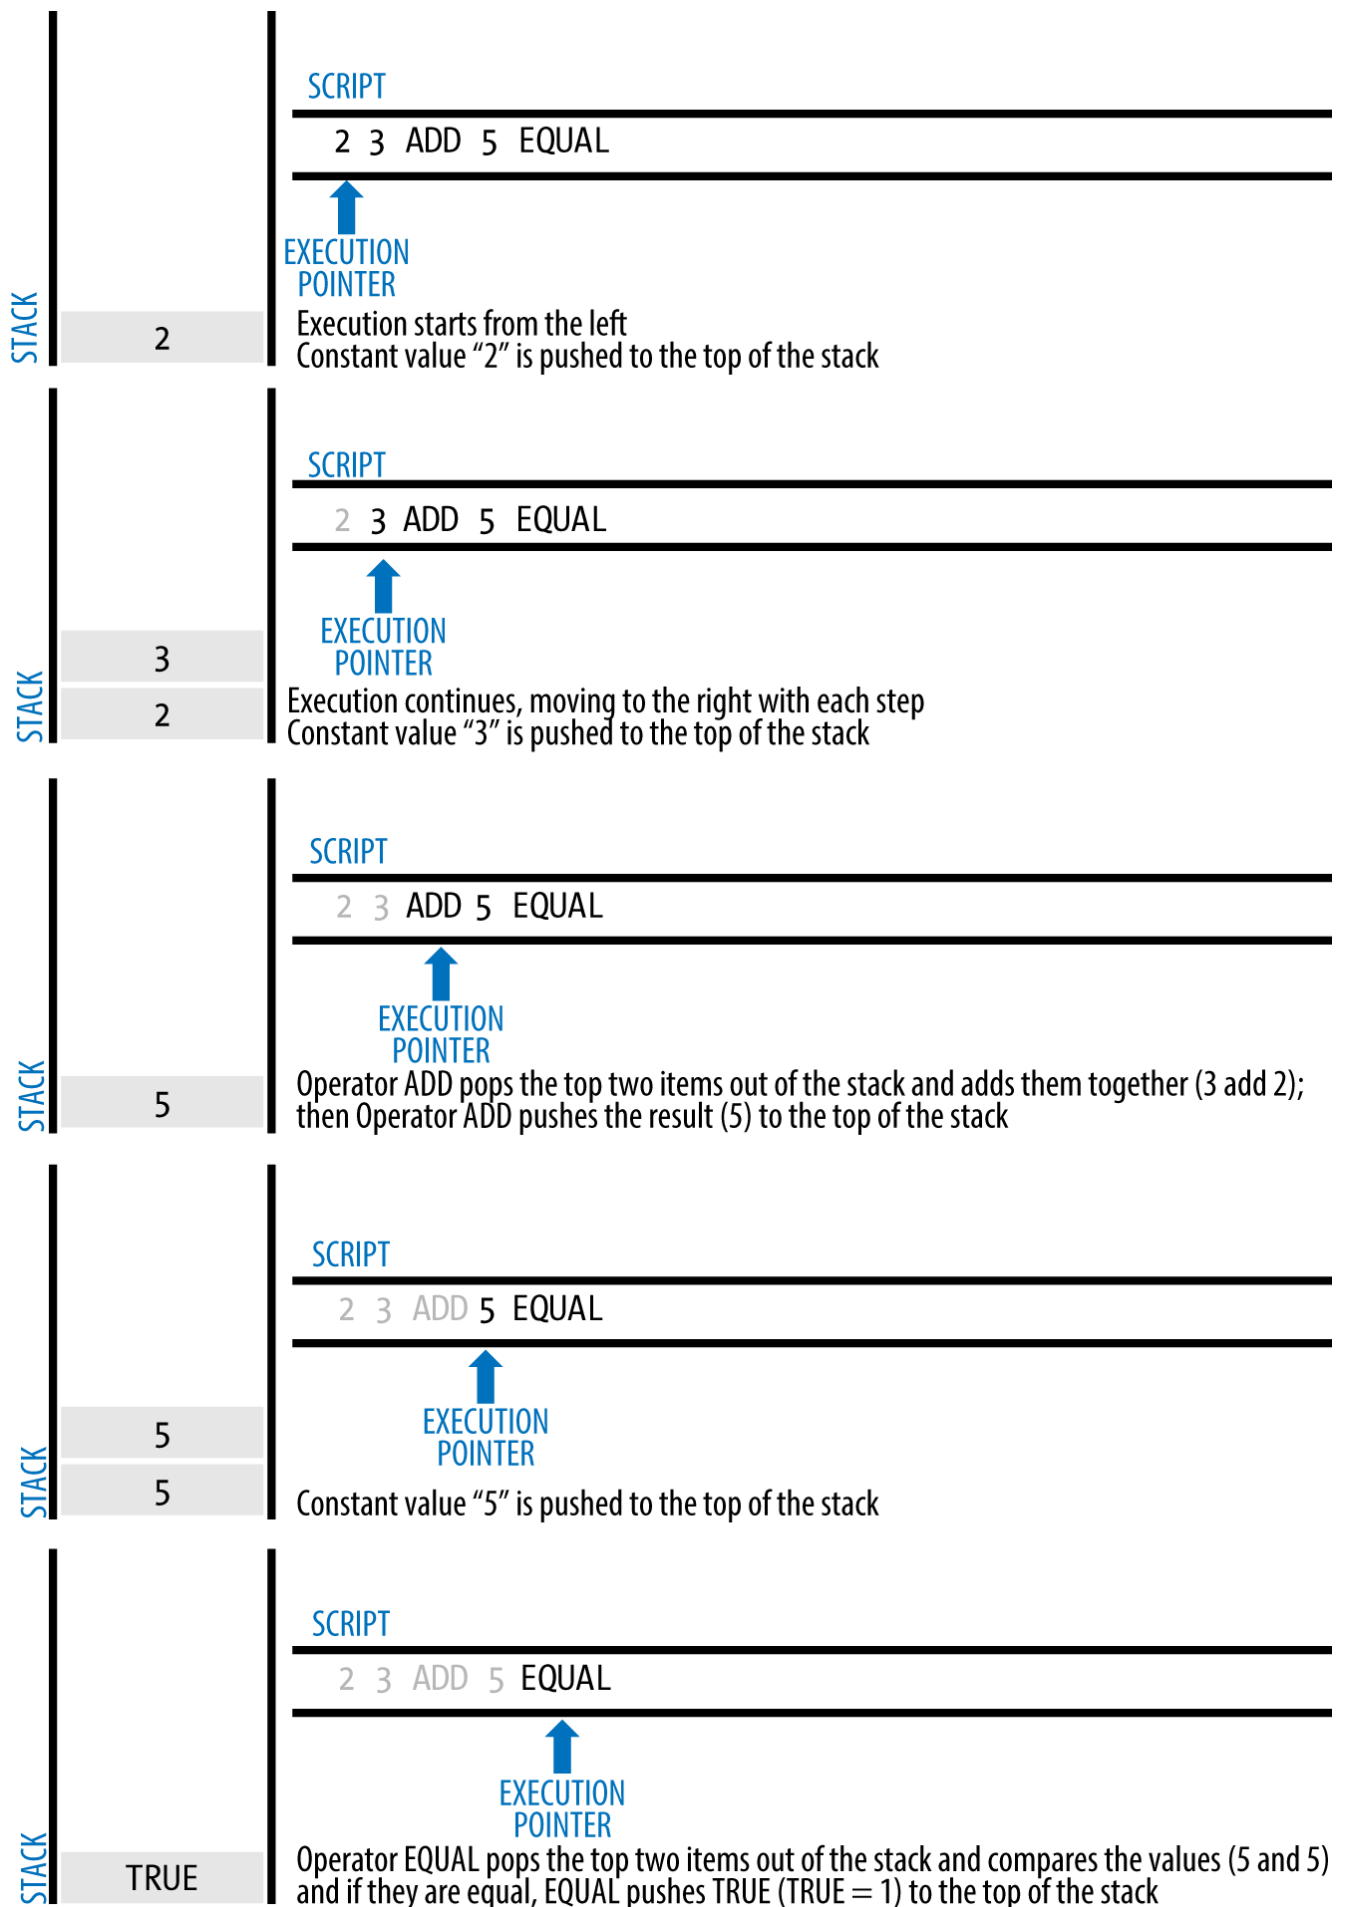 SCRIPT
2 3 ADD 5 EQUAL
EXECUTION
POINTER
STACK
2
Execution starts from the left
Constant value “2” is pushed to the top of the stack
SCRIPT
2 3 ADD 5 EQUAL
EXECUTION
POINTER
STACK
3
2
Execution continues, moving to the right with each step
Constant value “3” is pushed to the top of the stack
SCRIPT
2 3 ADD 5 EQUAL
EXECUTION
POINTER
STACK
5
Operator ADD pops the top two items out of the stack and adds them together (3 add 2);
then Operator ADD pushes the result (5) to the top of the stack
SCRIPT
2 3 ADD 5 EQUAL
EXECUTION
POINTER
STACK
5
5
Constant value “5” is pushed to the top of the stack
SCRIPT
2 3 ADD 5 EQUAL
EXECUTION
POINTER
STACK
TRUE
Operator EQUAL pops the top two items out of the stack and compares the values (5 and 5)
and if they are equal, EQUAL pushes TRUE (TRUE = 1) to the top of the stack